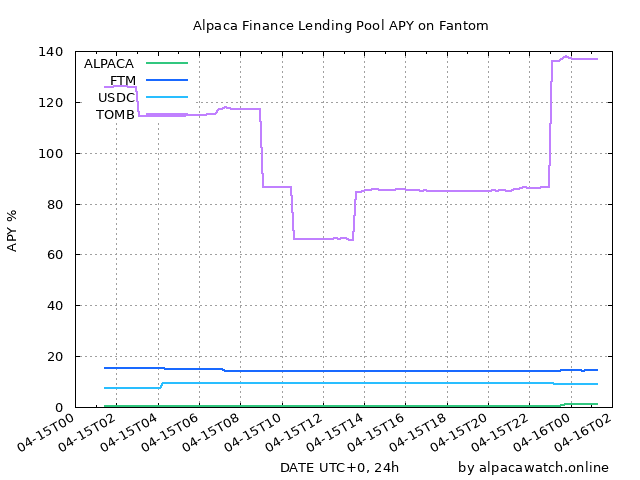 Alpaca Finance Lending Pool APY on Fantom
140
120
100
80
60
40
20
0
APY %
ALPACA
FTM
USDC
TOMB
04-15T00
04-15T02
04-15T04
04-15T06
04-15T08
04-15T10
04-15T12
04-15T14
04-15T16
04-15T18
04-15T20
04-15T22
04-16T00
04-16T02
DATE UTC+0, 24h
by alpacawatch.online